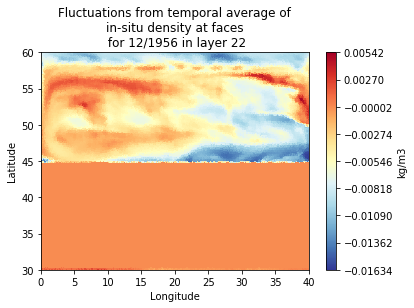 Fluctuations from temporal average of
in-situ density at faces
for 12/1956 in layer 22
60
55
50
45
40
35
30
Latitude
0 5 10 15 20 25 30 35 40
Longitude
0.00542
0.00270
−0.00002
−0.00274
−0.00546
−0.00818
−0.01090
−0.01362
−0.01634
kg/m3